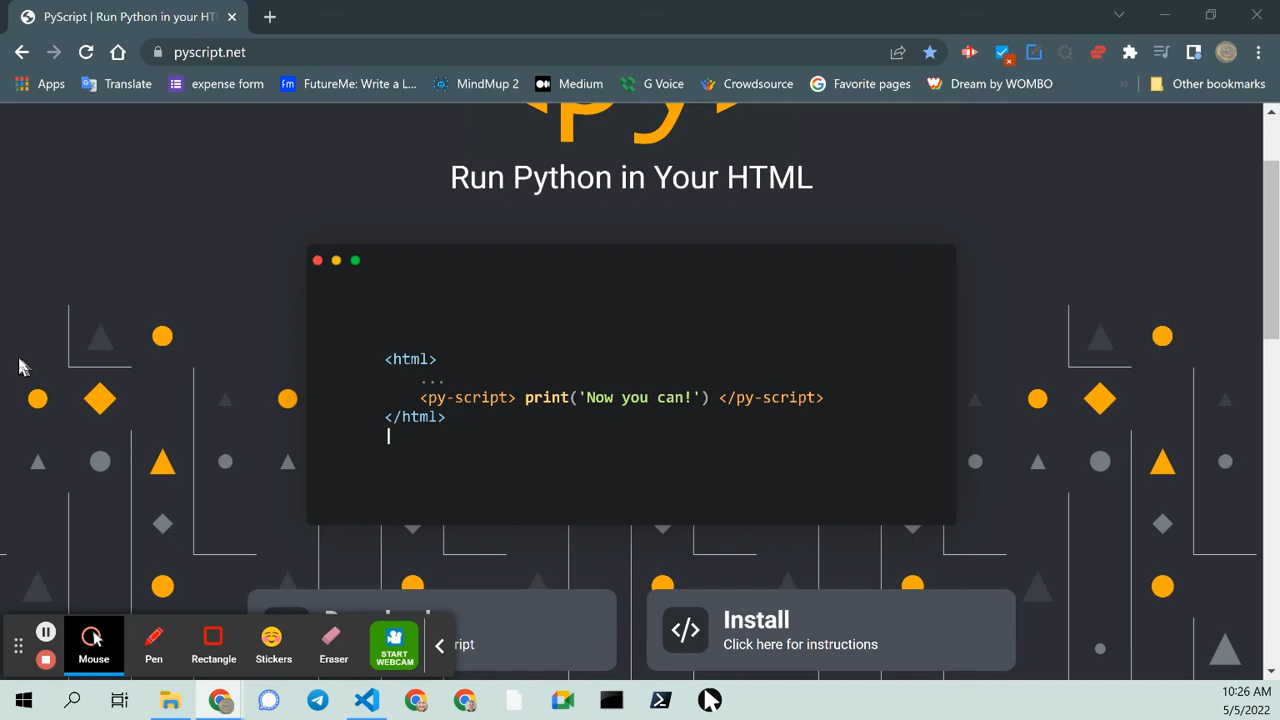 PyScript | Run Python in your HT
pyscript.net
Apps Translate expense form FutureMe: Write a L... MindMup 2 Medium G Voice Crowdsource Favorite pages Dream by WOMBO » Other bookmarks
<py>
Run Python in Your HTML
<html>
...
<py-script> print('Now you can!') </py-script>
</html>
Install
Click here for instructions
Mouse Pen Rectangle Stickers Eraser START
WEBCAM
10:26 AM
5/5/2022